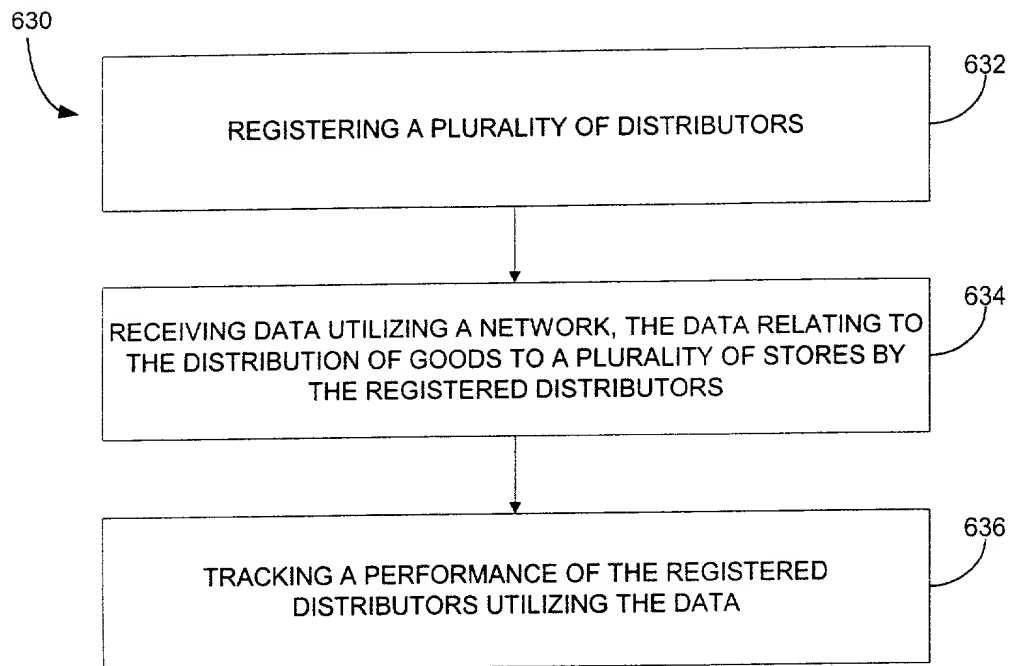 630
632
REGISTERING A PLURALITY OF DISTRIBUTORS
634
RECEIVING DATA UTILIZING A NETWORK, THE DATA RELATING TO
THE DISTRIBUTION OF GOODS TO A PLURALITY OF STORES BY
THE REGISTERED DISTRIBUTORS
636
TRACKING A PERFORMANCE OF THE REGISTERED
DISTRIBUTORS UTILIZING THE DATA